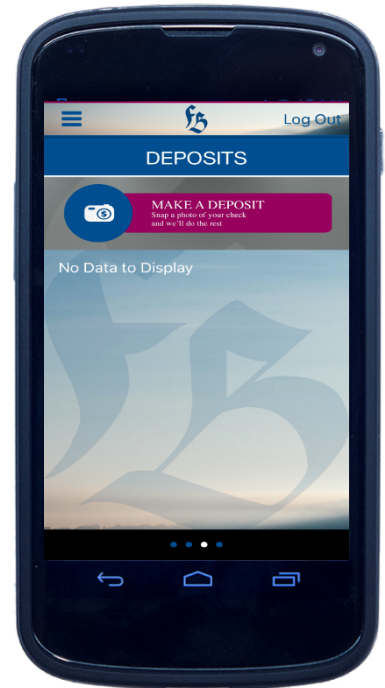 FB
Log Out
DEPOSITS
MAKE A DEPOSIT
Snap a photo of your check
and we'll do the rest
No Data to Display